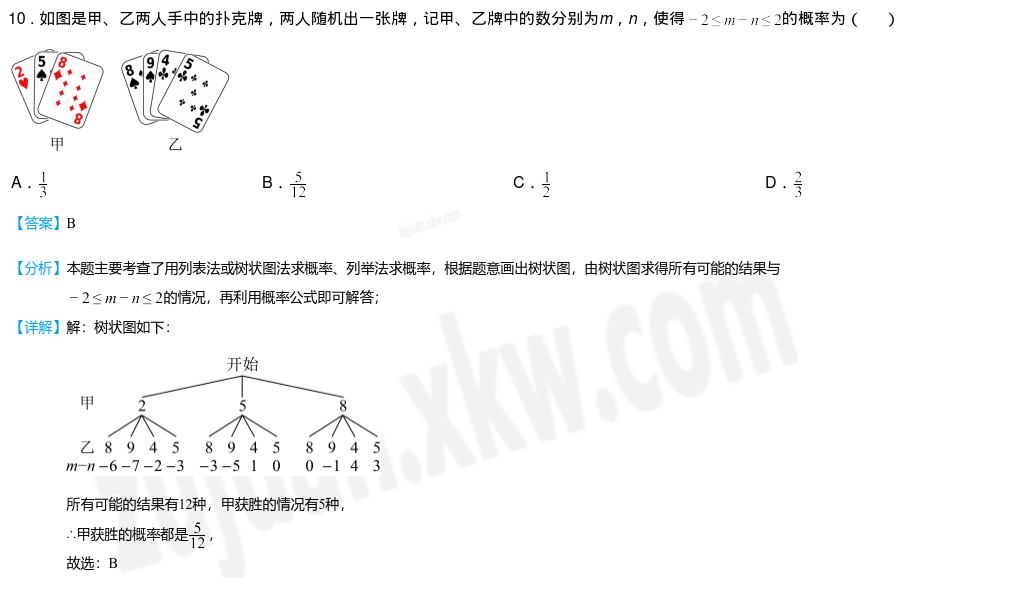 10．如图是甲、乙两人手中的扑克牌，两人随机出一张牌，记甲、乙牌中的数分别为m，n，使得－2≤m－n≤2的概率为（　　）
2 5 8 8 8 9 4 5 5
甲 乙
A．1/3 B．5/12 C．1/2 D．2/3
【答案】B
zujuan.xkw.com
【分析】本题主要考查了用列表法或树状图法求概率、列举法求概率，根据题意画出树状图，由树状图求得所有可能的结果与
－2≤m－n≤2的情况，再利用概率公式即可解答；
【详解】解：树状图如下：
开始
甲 2 5 8
乙 8 9 4 5 8 9 4 5 8 9 4 5
m−n −6 −7 −2 −3 −3 −5 1 0 0 −1 4 3
所有可能的结果有12种，甲获胜的情况有5种，
∴甲获胜的概率都是5/12，
故选：B
zujuan.xkw.com